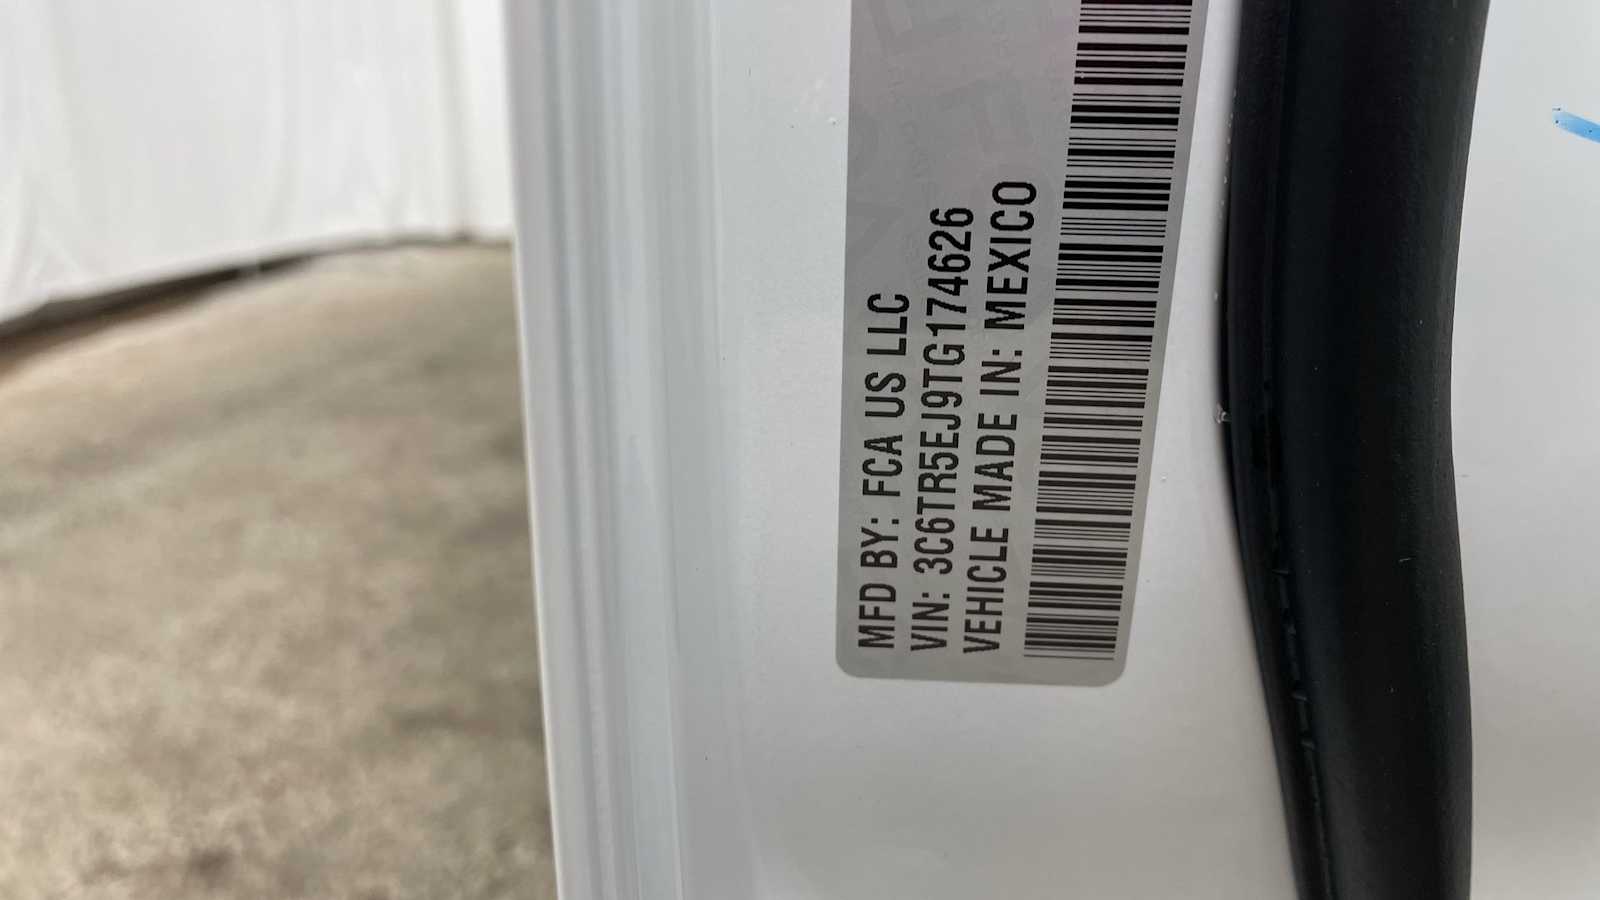 MFD BY: FCA US LLC
VIN: 3C6TR5EJ9TG174626
VEHICLE MADE IN: MEXICO